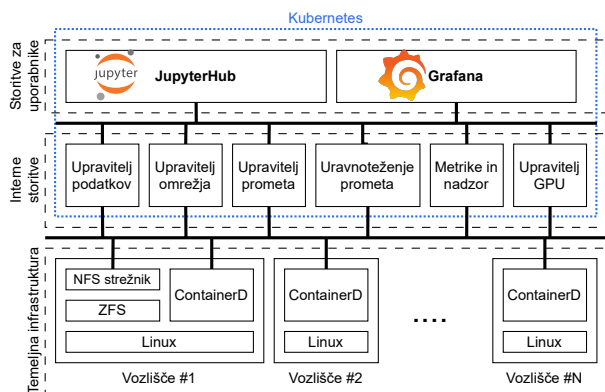 Kubernetes
Storitve za
uporabnike
jupyter
JupyterHub
Grafana
Interne
storitve
Upravitelj
podatkov
Upravitelj
omrežja
Upravitelj
prometa
Uravnoteženje
prometa
Metrike in
nadzor
Upravitelj
GPU
Temeljna infrastruktura
NFS strežnik
ZFS
ContainerD
Linux
Vozlišče #1
ContainerD
Linux
Vozlišče #2
....
ContainerD
Linux
Vozlišče #N